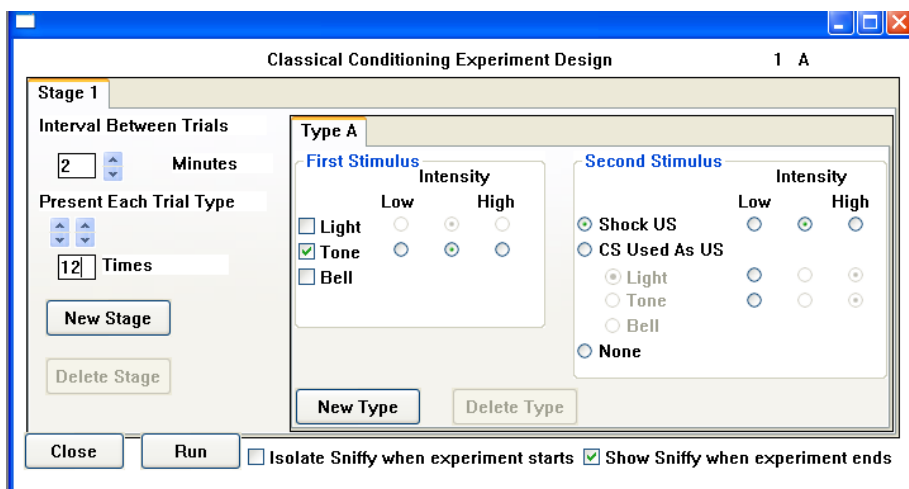 Classical Conditioning Experiment Design 1 A
Stage 1
Interval Between Trials
2 Minutes
Present Each Trial Type
12 Times
New Stage
Delete Stage
Type A
First Stimulus
Intensity
Low High
Light
Tone
Bell
Second Stimulus
Intensity
Low High
Shock US
CS Used As US
Light
Tone
Bell
None
New Type Delete Type
Close Run Isolate Sniffy when experiment starts Show Sniffy when experiment ends